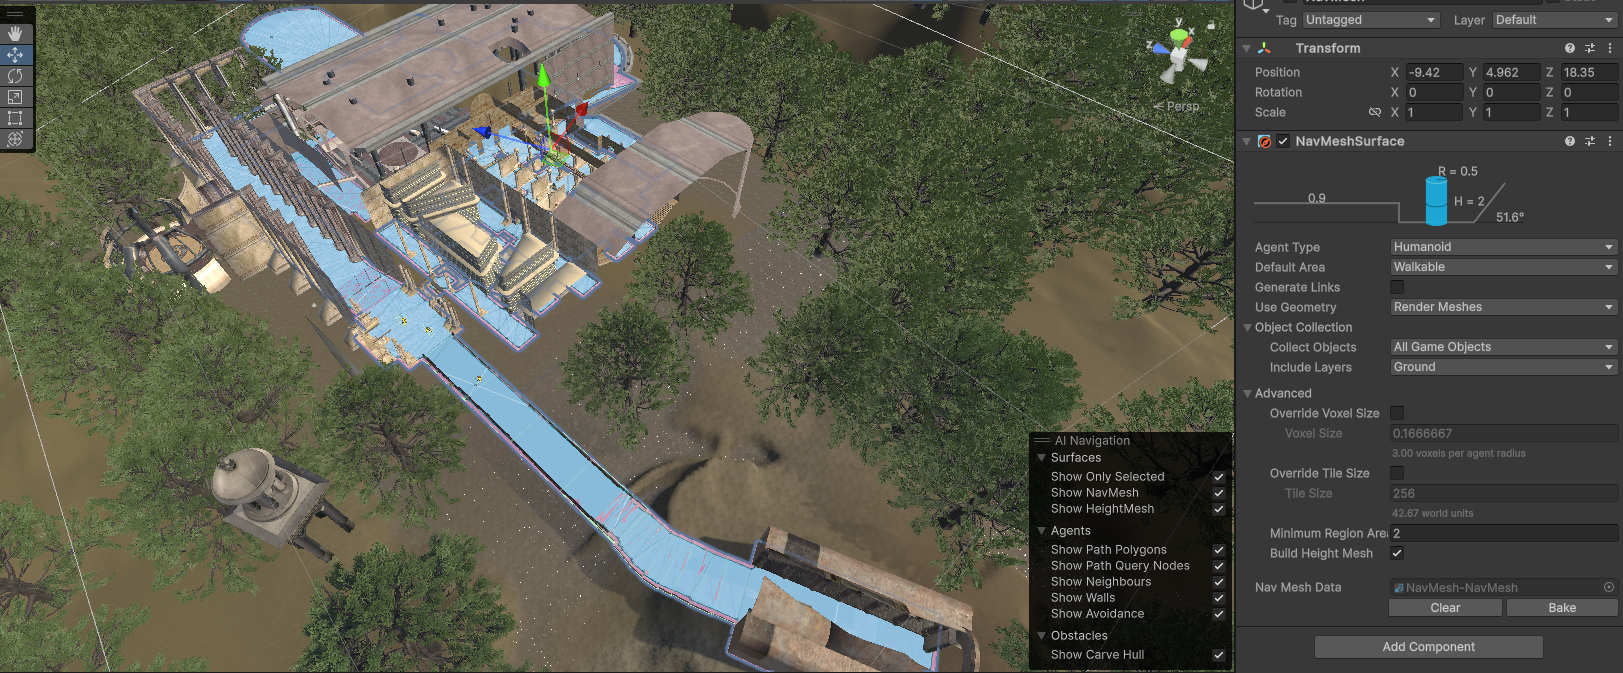 Tag Untagged Layer Default
Transform
Position X -9.42 Y 4.962 Z 18.35
Rotation X 0 Y 0 Z 0
Scale X 1 Y 1 Z 1
NavMeshSurface
R = 0.5
0.9
H = 2
51.6°
Agent Type Humanoid
Default Area Walkable
Generate Links
Use Geometry Render Meshes
Object Collection
Collect Objects All Game Objects
Include Layers Ground
Advanced
Override Voxel Size
Voxel Size 0.1666667
3.00 voxels per agent radius
Override Tile Size
Tile Size 256
42.67 world units
Minimum Region Area 2
Build Height Mesh
Nav Mesh Data NavMesh-NavMesh
Clear Bake
Add Component
y
x
z
Persp
AI Navigation
Surfaces
Show Only Selected
Show NavMesh
Show HeightMesh
Agents
Show Path Polygons
Show Path Query Nodes
Show Neighbours
Show Walls
Show Avoidance
Obstacles
Show Carve Hull